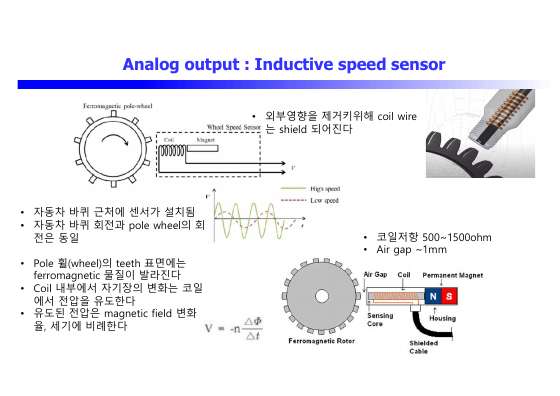 Analog output : Inductive speed sensor
Ferromagnetic pole-wheel
• 외부영향을 제거키위해 coil wire
는 shield 되어진다
Wheel Speed Sensor
Coil
Magnet
V
V
High speed
Low speed
t
• 자동차 바퀴 근처에 센서가 설치됨
• 자동차 바퀴 회전과 pole wheel의 회
전은 동일
• Pole 휠(wheel)의 teeth 표면에는
ferromagnetic 물질이 발라진다
• Coil 내부에서 자기장의 변화는 코일
에서 전압을 유도한다
• 유도된 전압은 magnetic field 변화
율, 세기에 비례한다
V = -n ΔΦ/Δt
• 코일저항 500~1500ohm
• Air gap ~1mm
Air Gap
Coil
Permanent Magnet
N S
Sensing
Core
Housing
Shielded
Cable
Ferromagnetic Rotor